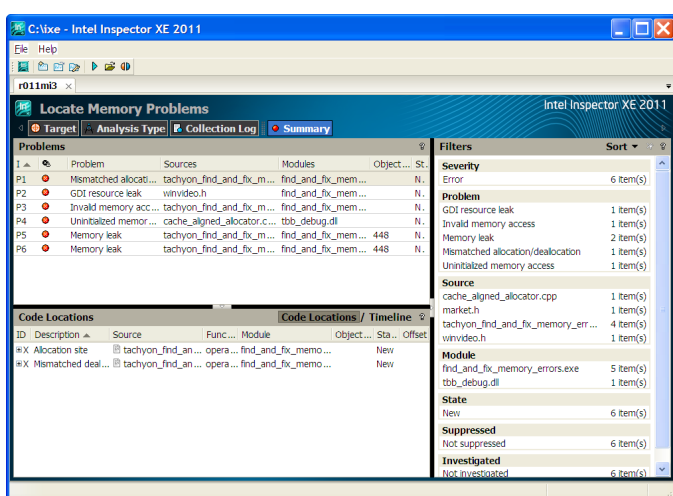 C:\ixe - Intel Inspector XE 2011
File Help
r011mi3 ×
Locate Memory Problems
Intel Inspector XE 2011
Target Analysis Type Collection Log Summary
Problems ?
I Problem Sources Modules Object... St.
P1 Mismatched allocati... tachyon_find_and_fix_m... find_and_fix_mem... N.
P2 GDI resource leak winvideo.h find_and_fix_mem... N.
P3 Invalid memory acc... tachyon_find_and_fix_m... find_and_fix_mem... N.
P4 Uninitialized memor... cache_aligned_allocator.c... tbb_debug.dll N.
P5 Memory leak tachyon_find_and_fix_m... find_and_fix_mem... 448 N.
P6 Memory leak tachyon_find_and_fix_m... find_and_fix_mem... 448 N.
Code Locations Code Locations / Timeline ?
ID Description Source Func... Module Object... Sta.. Offset
X Allocation site tachyon_find_an... opera... find_and_fix_memo... New
X Mismatched deal... tachyon_find_an... opera... find_and_fix_memo... New
Filters Sort ?
Severity
Error 6 item(s)
Problem
GDI resource leak 1 item(s)
Invalid memory access 1 item(s)
Memory leak 2 item(s)
Mismatched allocation/deallocation 1 item(s)
Uninitialized memory access 1 item(s)
Source
cache_aligned_allocator.cpp 1 item(s)
market.h 1 item(s)
tachyon_find_and_fix_memory_err... 4 item(s)
winvideo.h 1 item(s)
Module
find_and_fix_memory_errors.exe 5 item(s)
tbb_debug.dll 1 item(s)
State
New 6 item(s)
Suppressed
Not suppressed 6 item(s)
Investigated
Not investigated 6 item(s)